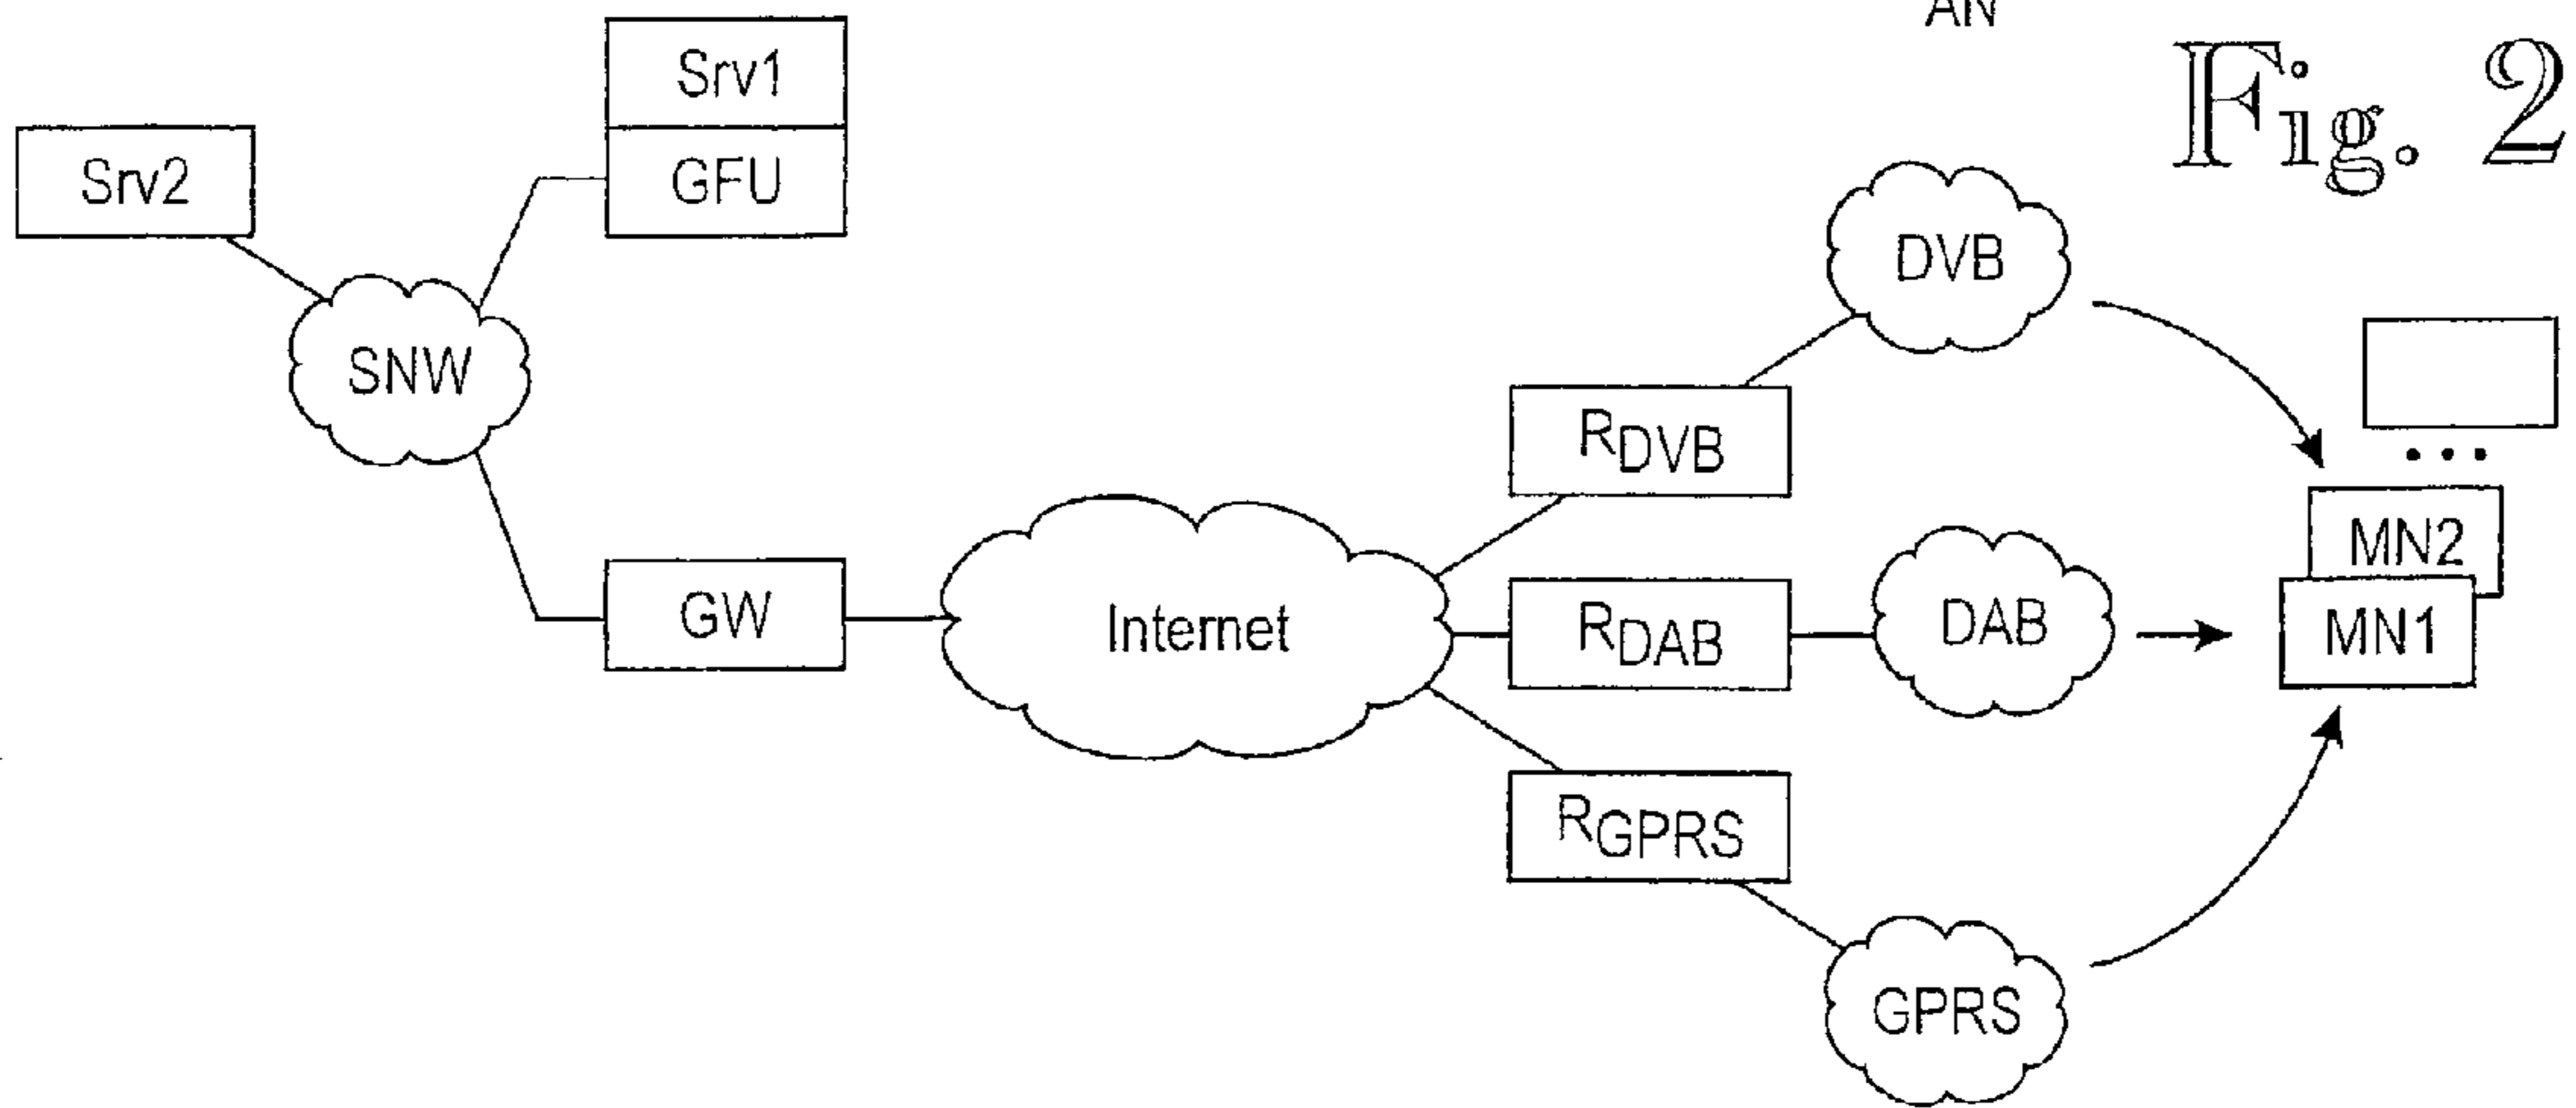 AN
Fig. 2
Srv1
Srv2
GFU
DVB
SNW
RDVB
...
MN2
GW
Internet
RDAB
DAB
MN1
RGPRS
GPRS